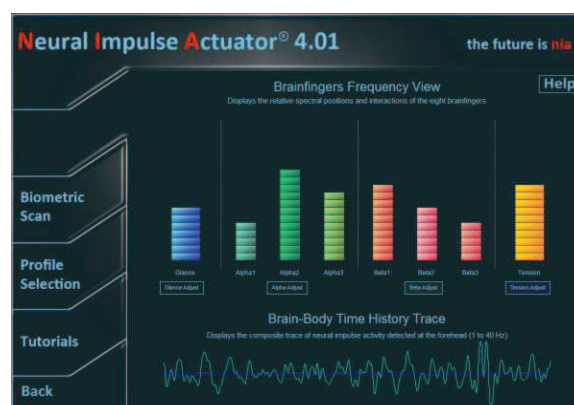 Neural Impulse Actuator® 4.01
the future is nia
Help
Brainfingers Frequency View
Displays the relative spectral positions and interactions of the eight brainfingers
Biometric
Scan
Profile
Selection
Tutorials
Back
Glance Alpha1 Alpha2 Alpha3 Beta1 Beta2 Beta3 Tension
Glance Adjust Alpha Adjust Beta Adjust Tension Adjust
Brain-Body Time History Trace
Displays the composite trace of neural impulse activity detected at the forehead (1 to 40 Hz)